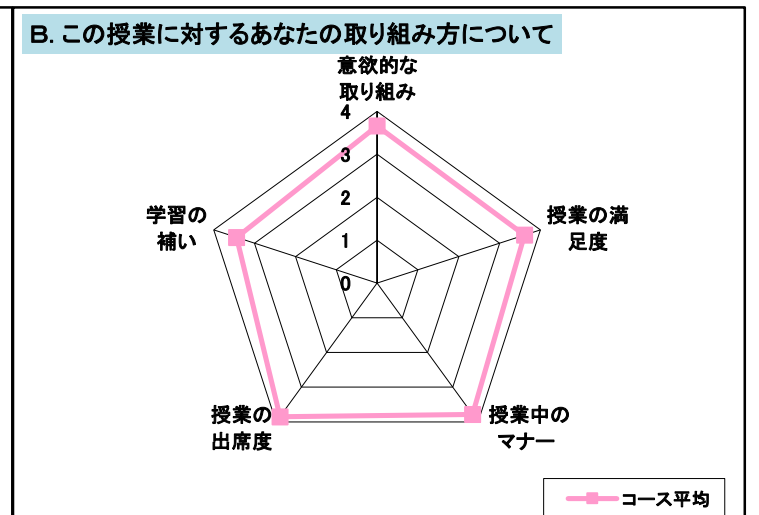 B. この授業に対するあなたの取り組み方について
意欲的な
取り組み
4
3
2
1
0
授業の満
足度
授業中の
マナー
授業の
出席度
学習の
補い
コース平均